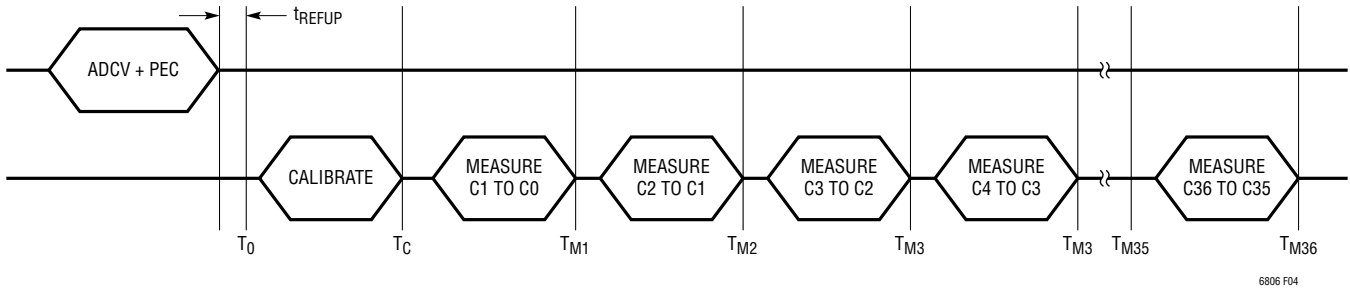 tREFUP
ADCV + PEC
CALIBRATE
MEASURE
C1 TO C0
MEASURE
C2 TO C1
MEASURE
C3 TO C2
MEASURE
C4 TO C3
MEASURE
C36 TO C35
T0
TC
TM1
TM2
TM3
TM3
TM35
TM36
6806 F04